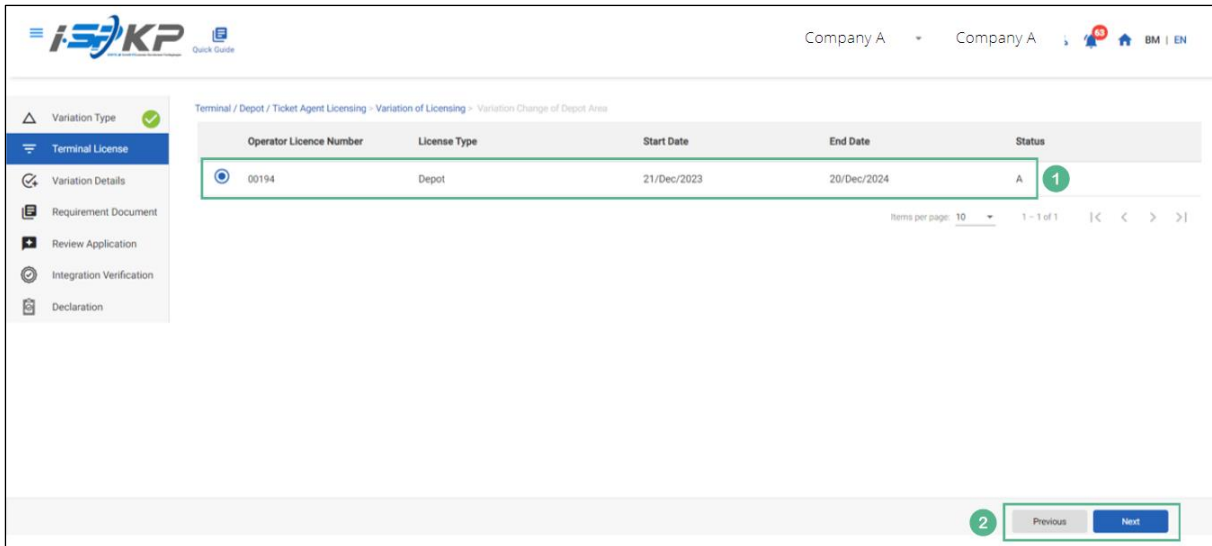 i-SPKP
Quick Guide
Company A
Company A
63
BM | EN
Variation Type
Terminal License
Variation Details
Requirement Document
Review Application
Integration Verification
Declaration
Terminal / Depot / Ticket Agent Licensing > Variation of Licensing > Variation Change of Depot Area
Operator Licence Number License Type Start Date End Date Status
00194 Depot 21/Dec/2023 20/Dec/2024 A
1
Items per page: 10 1 – 1 of 1
2
Previous
Next